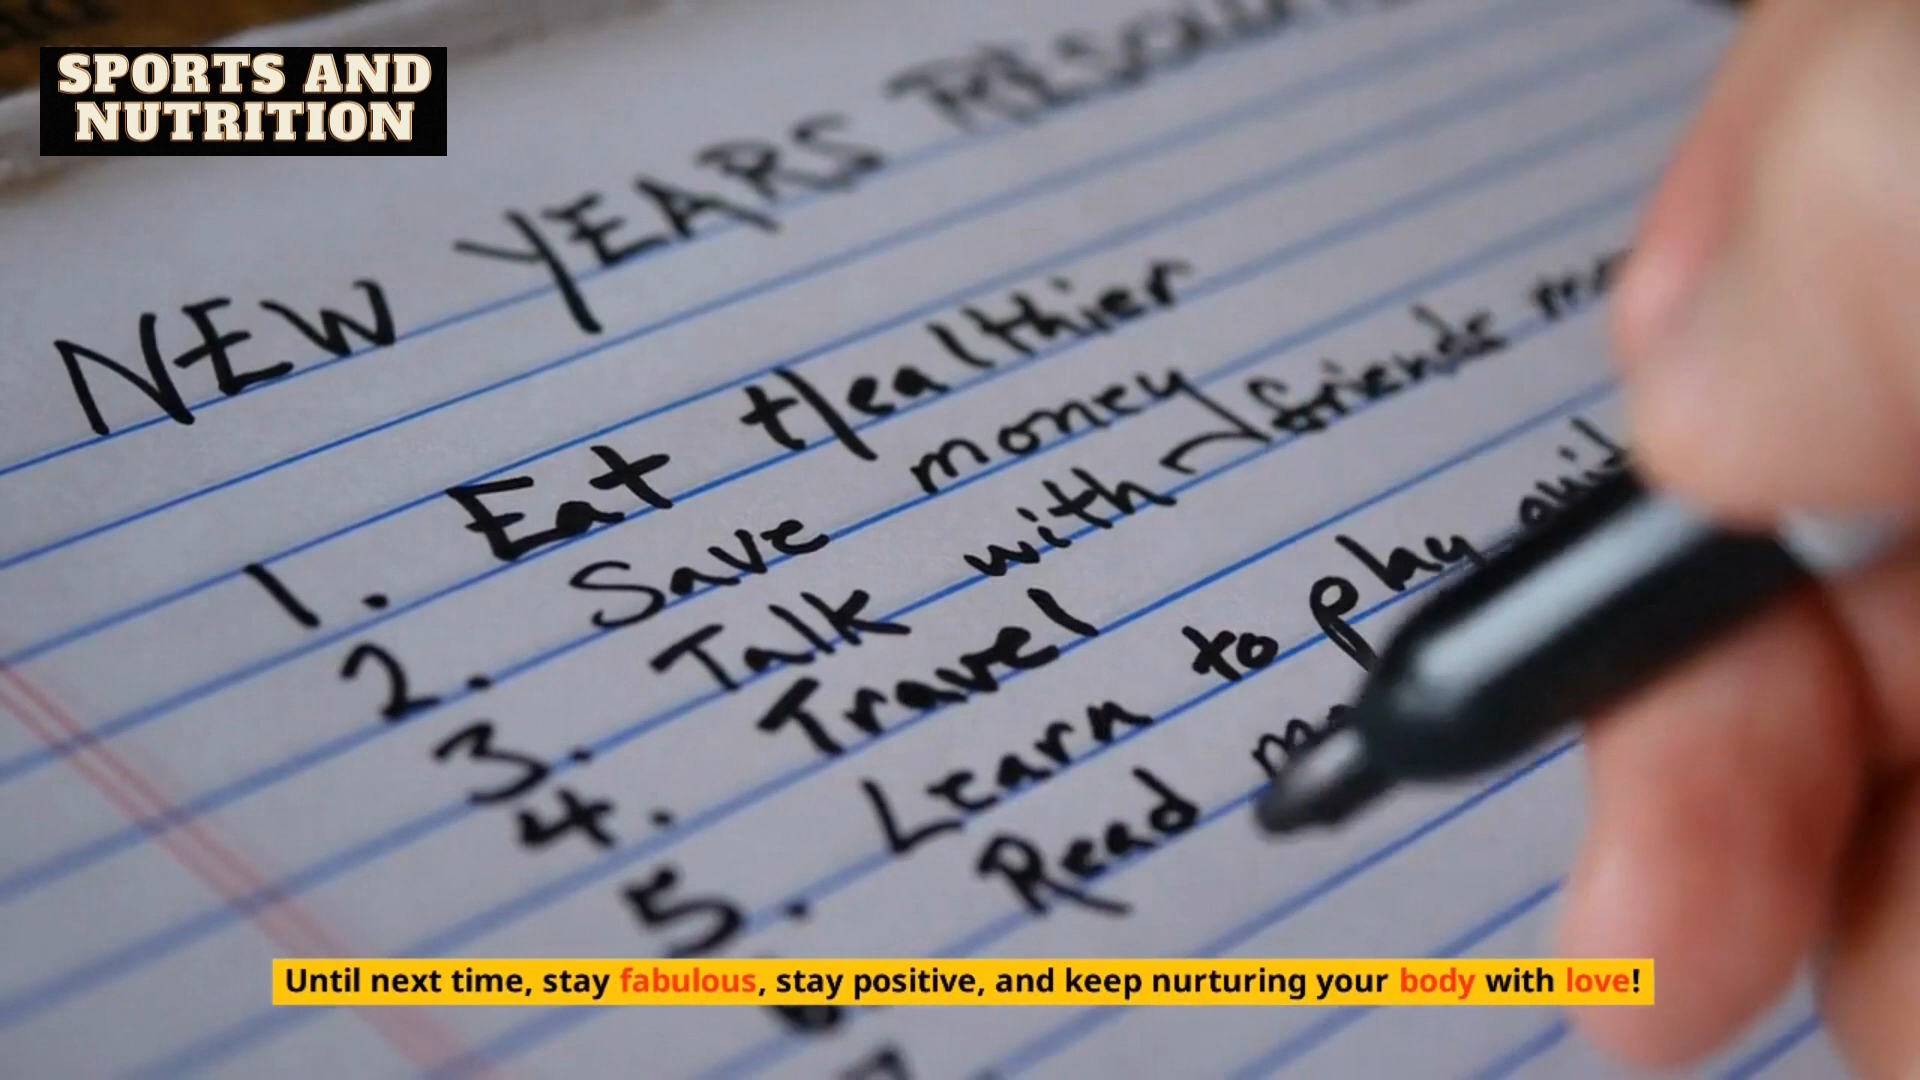 SPORTS AND
NUTRITION
NEW YEARS
1. Eat Healthier
2. Save money
3. Talk with friends
4. Travel
5. Learn to play
Read
Until next time, stay fabulous, stay positive, and keep nurturing your body with love!